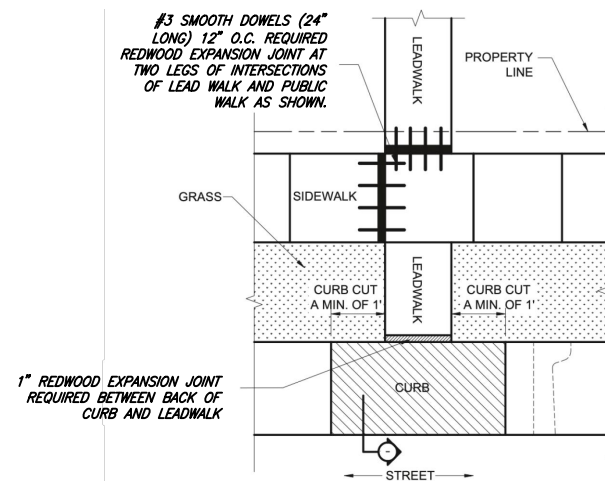 #3 SMOOTH DOWELS (24"
LONG) 12" O.C. REQUIRED
REDWOOD EXPANSION JOINT AT
TWO LEGS OF INTERSECTIONS
OF LEAD WALK AND PUBLIC
WALK AS SHOWN.
LEADWALK
PROPERTY
LINE
GRASS
SIDEWALK
LEADWALK
CURB CUT
A MIN. OF 1'
CURB CUT
A MIN. OF 1'
1" REDWOOD EXPANSION JOINT
REQUIRED BETWEEN BACK OF
CURB AND LEADWALK
CURB
STREET